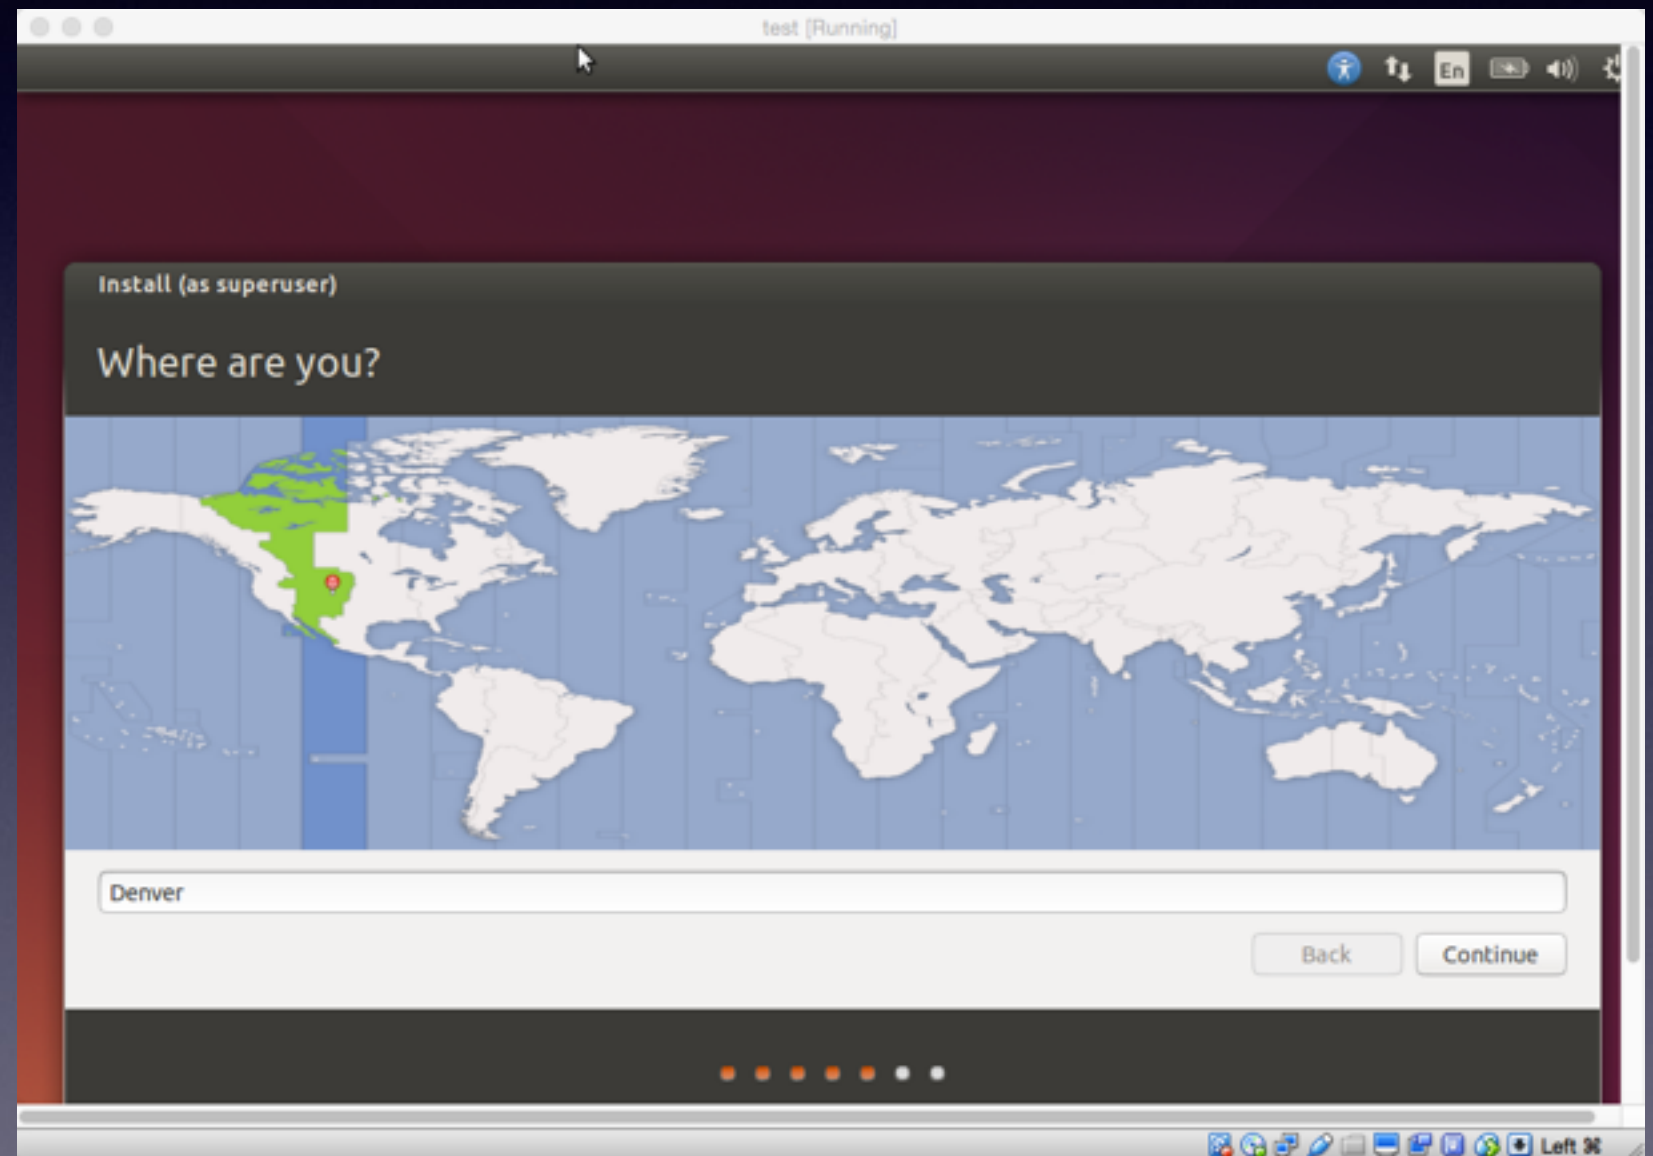 test [Running]
En
Install (as superuser)
Where are you?
Denver
Back Continue
Left ⌘